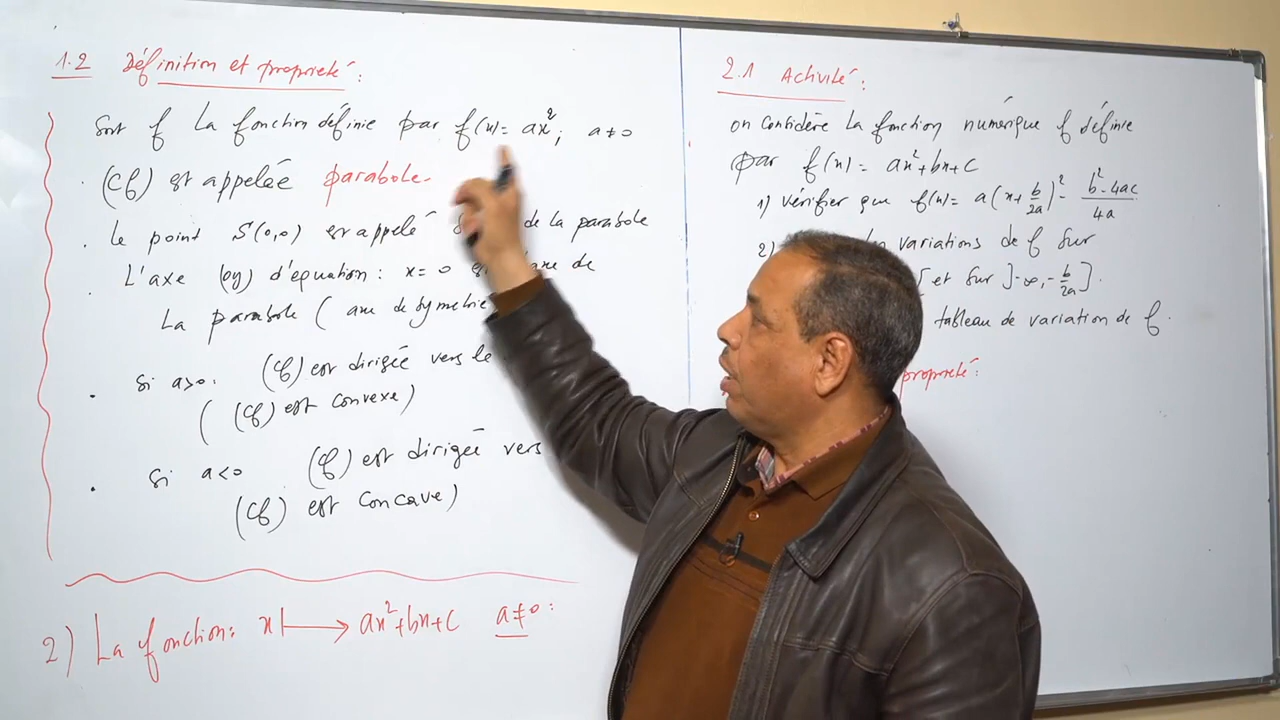 1.2 Définition et propriété:
Soit f La fonction définie par f(x)= ax²; a≠0
. (Cf) est appelée parabole.
. Le point S(0,0) est appelé de la parabole
. L'axe (oy) d'équation: x=0 de
La parabole ( axe de symétrie
. Si a>0. (Cf) est dirigée vers le
( (Cf) est convexe)
. Si a<0 (Cf) est dirigée vers
(Cf) est concave)
2) La fonction: x ⟼ ax²+bx+c a≠0:
2.1 Activité:
on considère La fonction numérique f définie
par f(x)= ax²+bx+c
1) vérifier que f(x)= a(x+b/2a)²- b²-4ac/4a
2) variations de f sur
[ et sur ]-∞,-b/2a].
tableau de variation de f.
propriété: